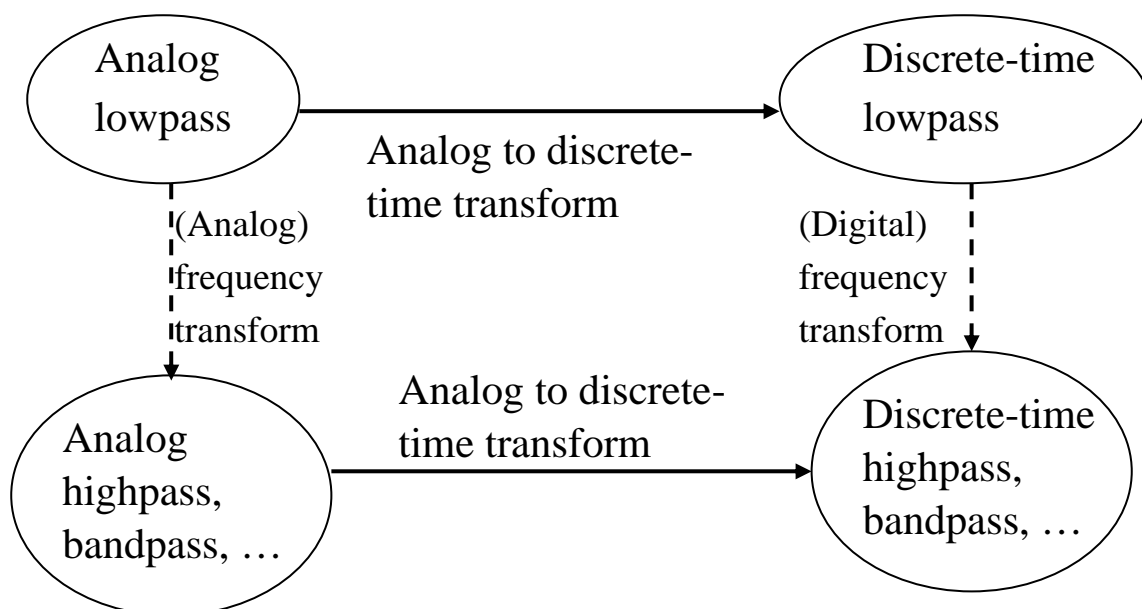 Analog
lowpass
Discrete-time
lowpass
Analog to discrete-
time transform
(Analog)
frequency
transform
(Digital)
frequency
transform
Analog to discrete-
time transform
Analog
highpass,
bandpass, …
Discrete-time
highpass,
bandpass, …